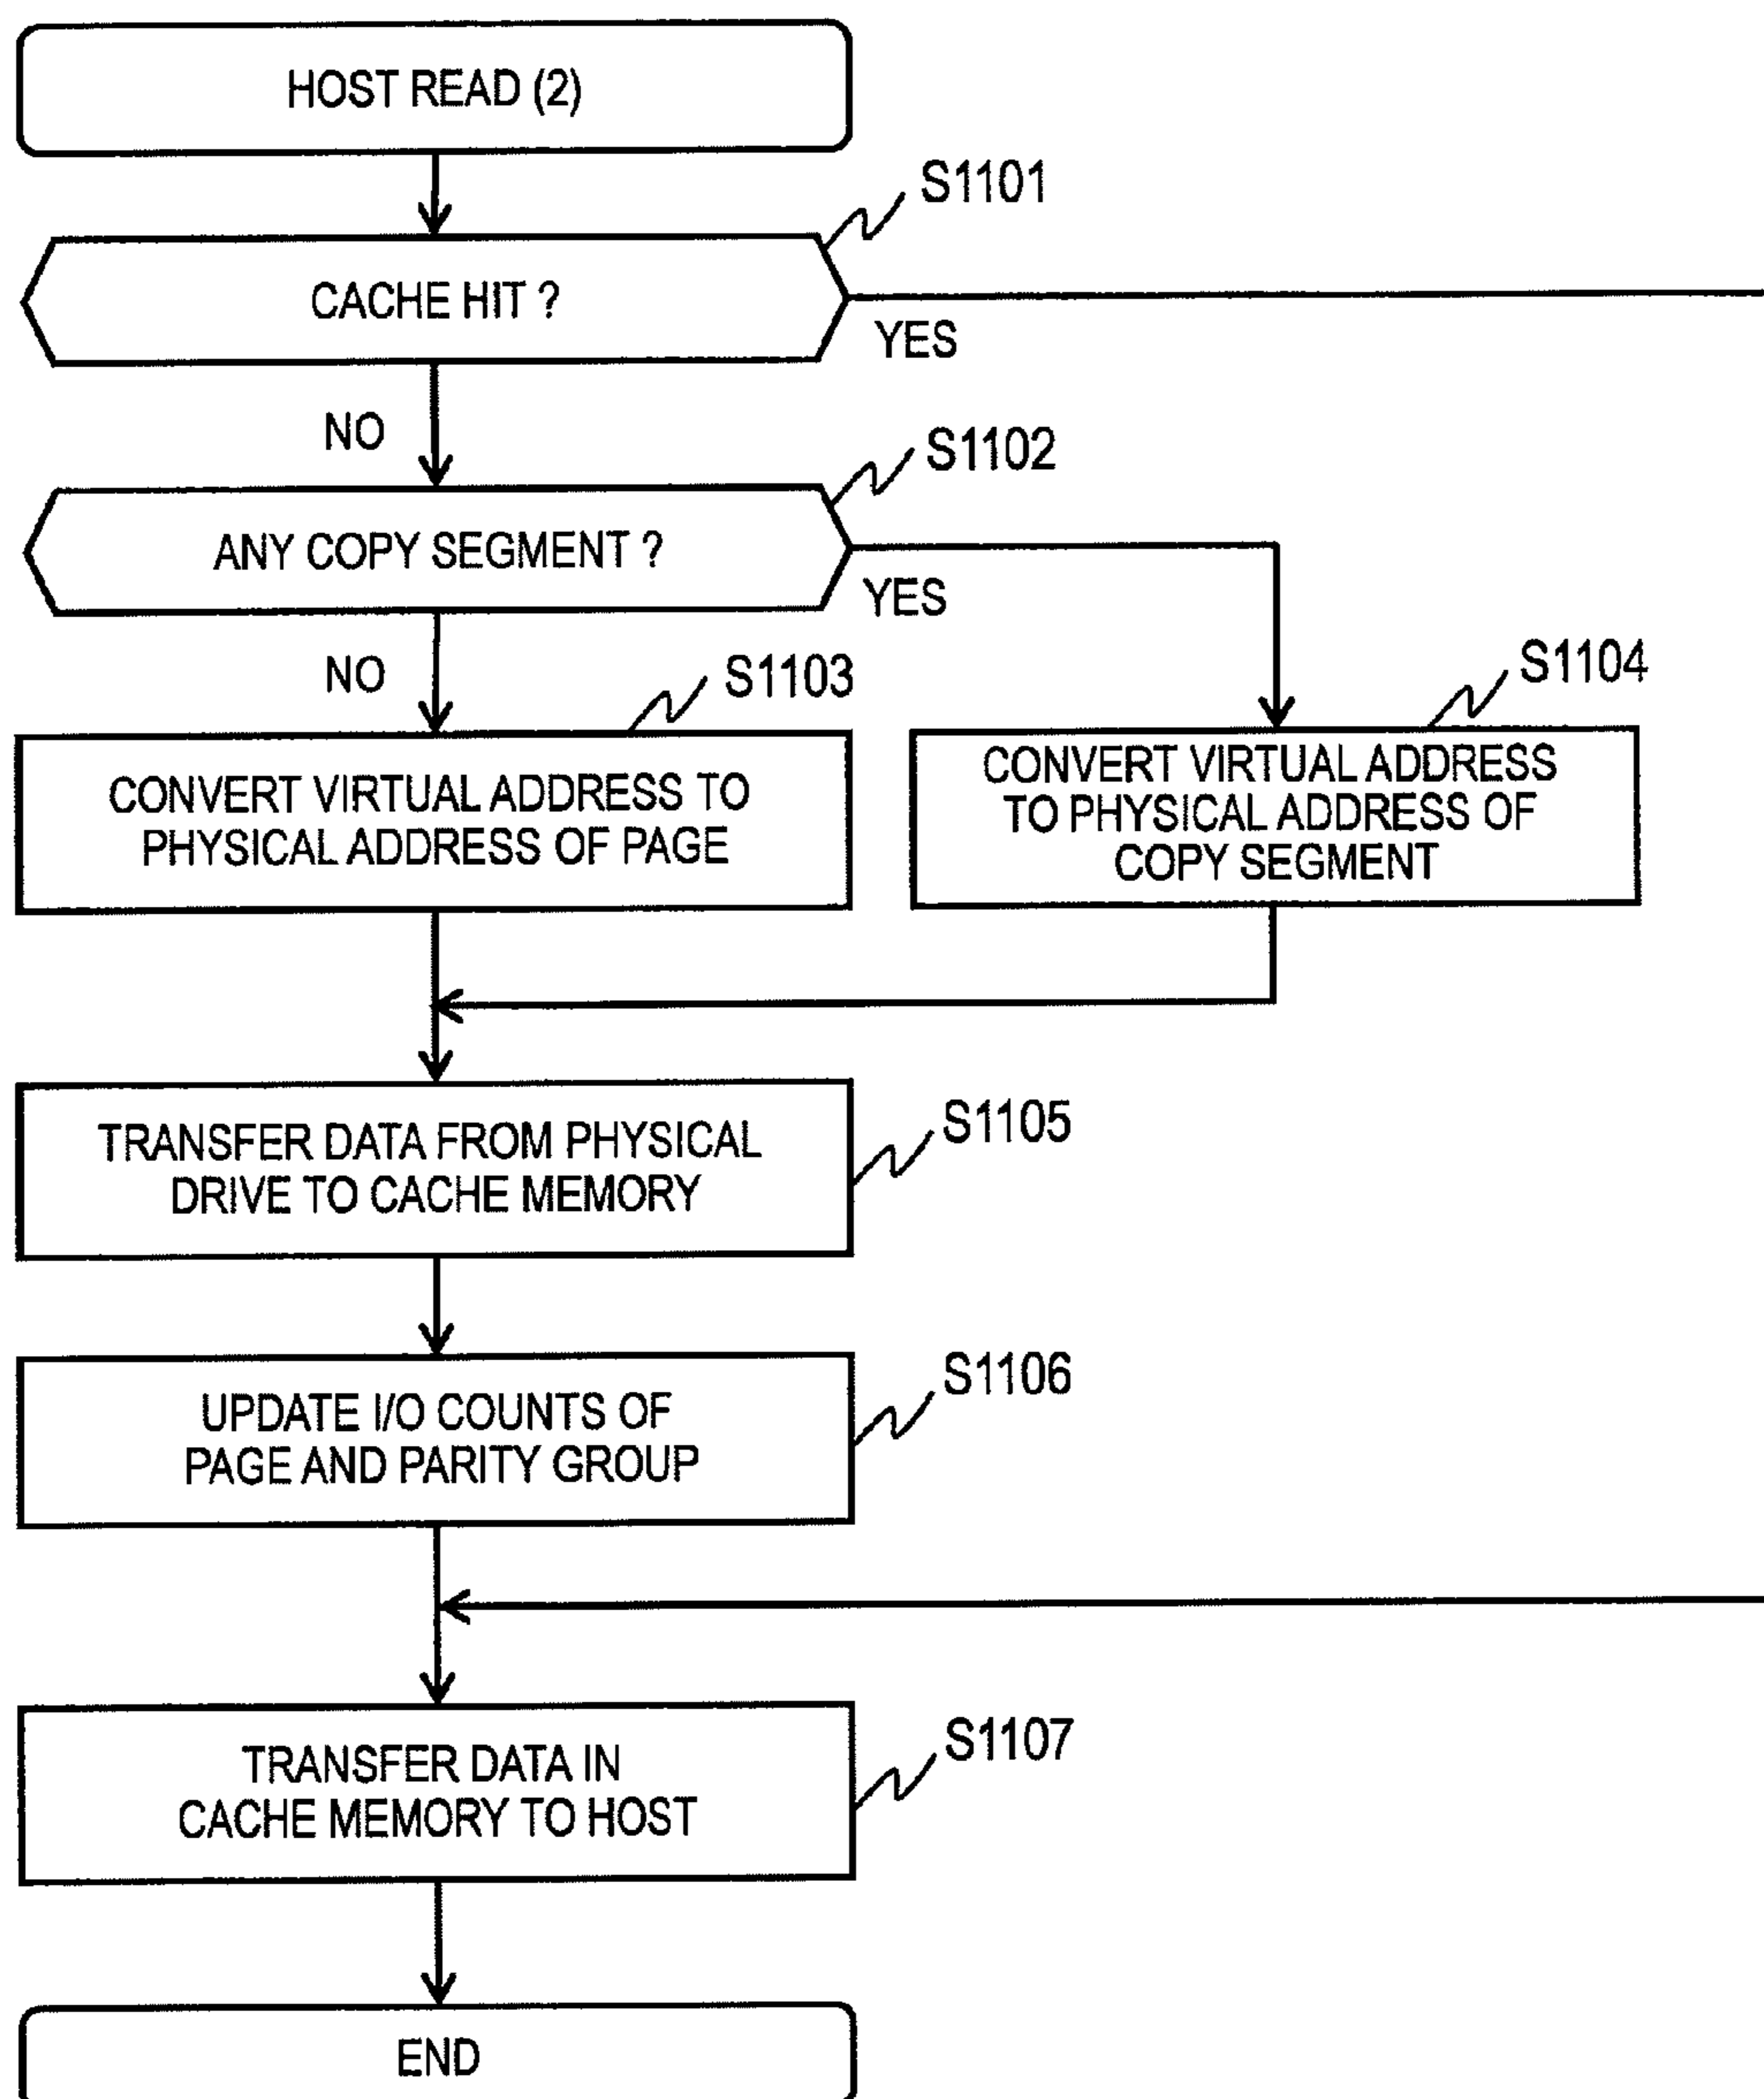 HOST READ (2)
S1101
CACHE HIT ?
YES
NO
S1102
ANY COPY SEGMENT ?
YES
NO
S1103
S1104
CONVERT VIRTUAL ADDRESS TO
PHYSICAL ADDRESS OF PAGE
CONVERT VIRTUAL ADDRESS
TO PHYSICAL ADDRESS OF
COPY SEGMENT
TRANSFER DATA FROM PHYSICAL
DRIVE TO CACHE MEMORY
S1105
UPDATE I/O COUNTS OF
PAGE AND PARITY GROUP
S1106
TRANSFER DATA IN
CACHE MEMORY TO HOST
S1107
END